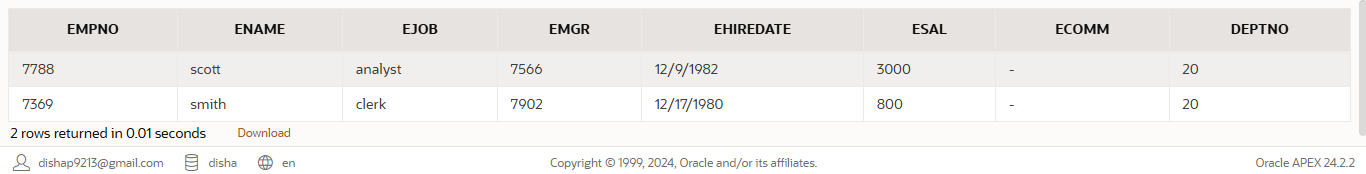 EMPNO ENAME EJOB EMGR EHIREDATE ESAL ECOMM DEPTNO
7788 scott analyst 7566 12/9/1982 3000 - 20
7369 smith clerk 7902 12/17/1980 800 - 20
2 rows returned in 0.01 seconds Download
dishap9213@gmail.com disha en Copyright © 1999, 2024, Oracle and/or its affiliates. Oracle APEX 24.2.2